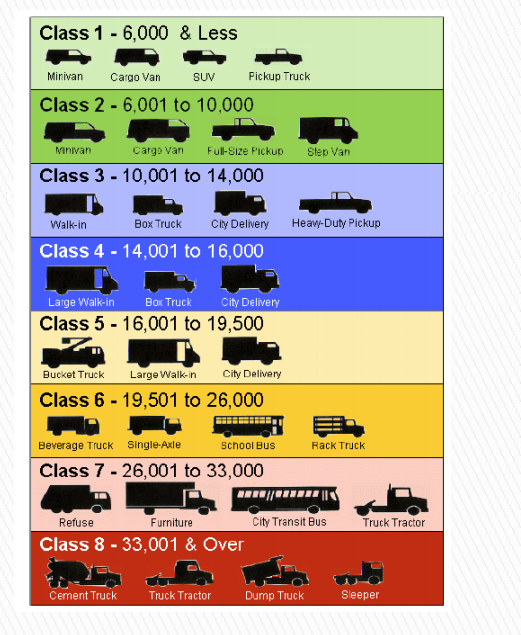 Class 1 - 6,000 & Less
Minivan Cargo Van SUV Pickup Truck
Class 2 - 6,001 to 10,000
Minivan Cargo Van Full-Size Pickup Step Van
Class 3 - 10,001 to 14,000
Walk-in Box Truck City Delivery Heavy-Duty Pickup
Class 4 - 14,001 to 16,000
Large Walk-in Box Truck City Delivery
Class 5 - 16,001 to 19,500
Bucket Truck Large Walk-in City Delivery
Class 6 - 19,501 to 26,000
Beverage Truck Single-Axle School Bus Rack Truck
Class 7 - 26,001 to 33,000
Refuse Furniture City Transit Bus Truck Tractor
Class 8 - 33,001 & Over
Cement Truck Truck Tractor Dump Truck Sleeper